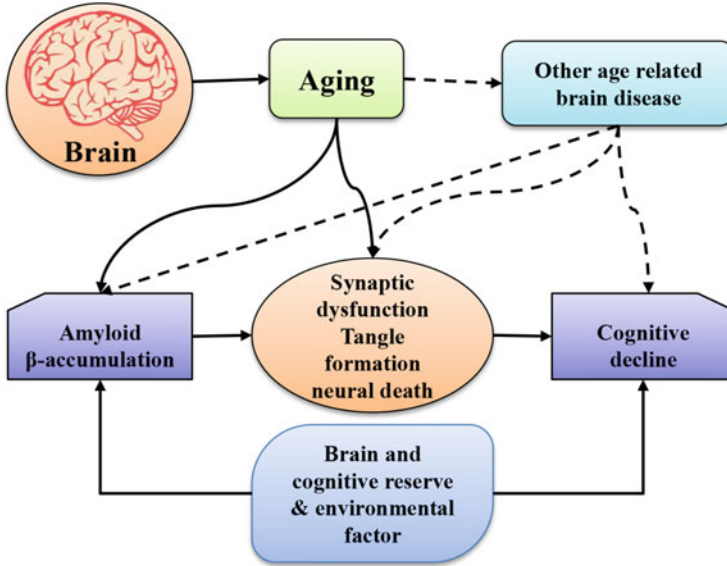 Brain
Aging
Other age related
brain disease
Amyloid
β-accumulation
Synaptic
dysfunction
Tangle
formation
neural death
Cognitive
decline
Brain and
cognitive reserve
& environmental
factor